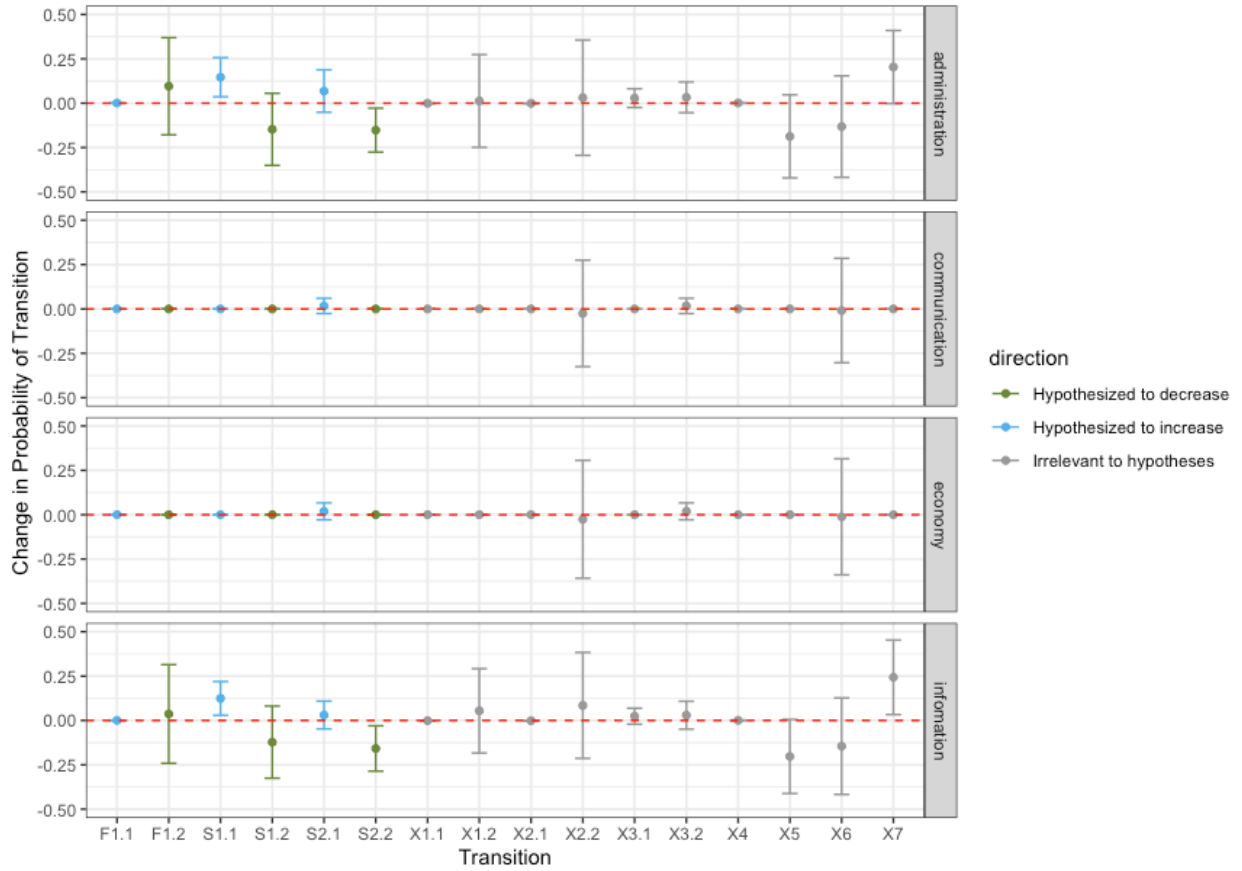 0.50
0.25
0.00
-0.25
-0.50
administration
0.50
0.25
0.00
-0.25
-0.50
communication
0.50
0.25
0.00
-0.25
-0.50
economy
0.50
0.25
0.00
-0.25
-0.50
infomation
Change in Probability of Transition
F1.1 F1.2 S1.1 S1.2 S2.1 S2.2 X1.1 X1.2 X2.1 X2.2 X3.1 X3.2 X4 X5 X6 X7
Transition
direction
Hypothesized to decrease
Hypothesized to increase
Irrelevant to hypotheses